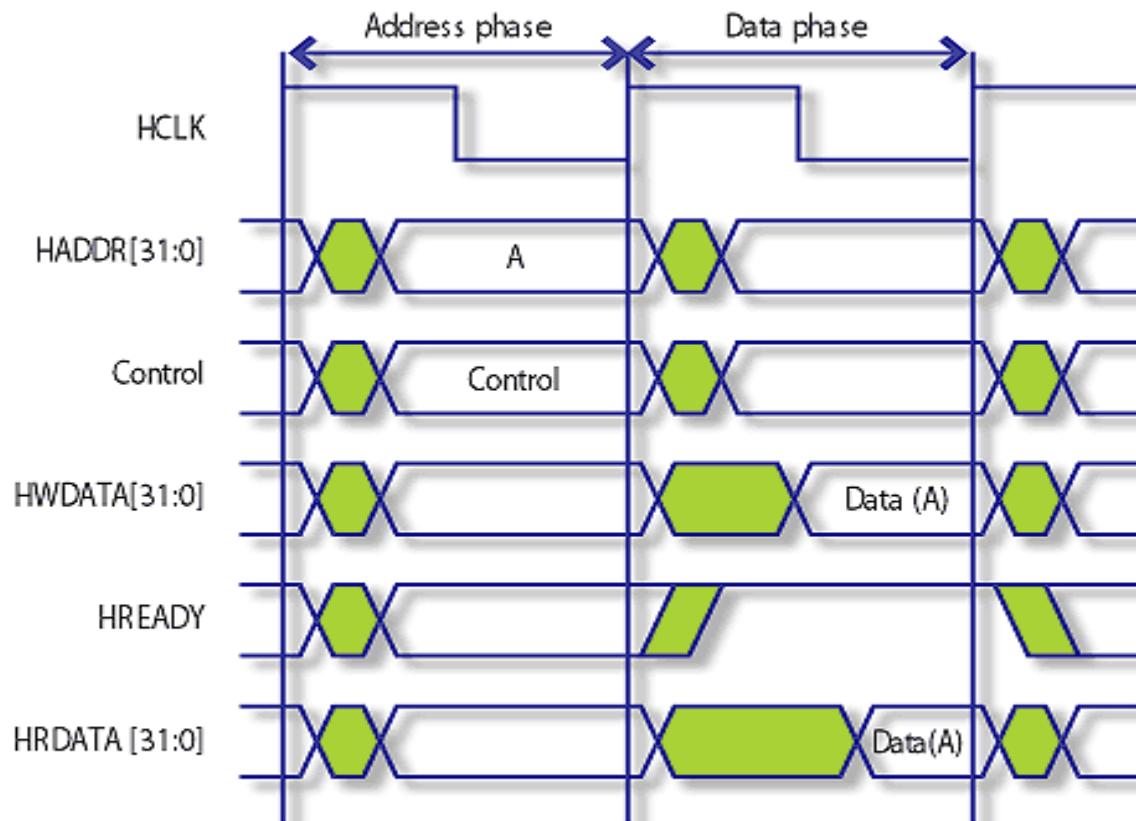 Address phase Data phase
HCLK
HADDR[31:0] A
Control Control
HWDATA[31:0] Data (A)
HREADY
HRDATA [31:0] Data(A)